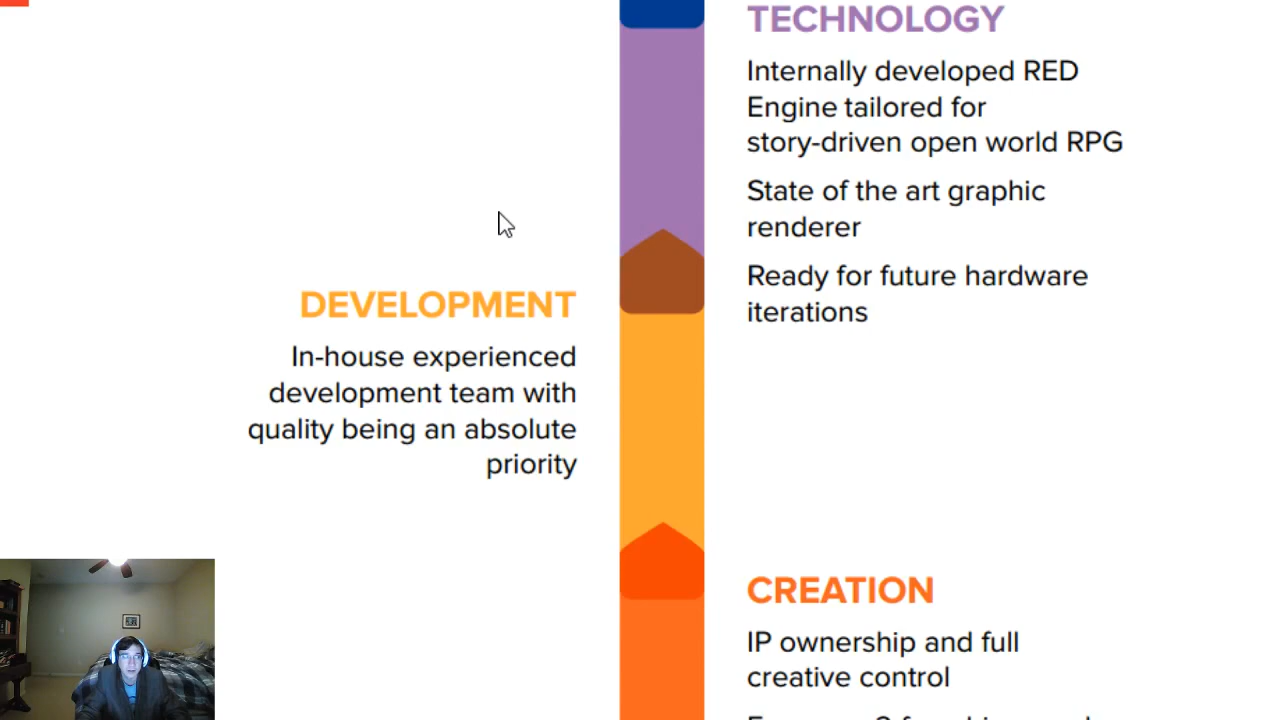 TECHNOLOGY
Internally developed RED
Engine tailored for
story-driven open world RPG
State of the art graphic
renderer
Ready for future hardware
iterations
DEVELOPMENT
In-house experienced
development team with
quality being an absolute
priority
CREATION
IP ownership and full
creative control